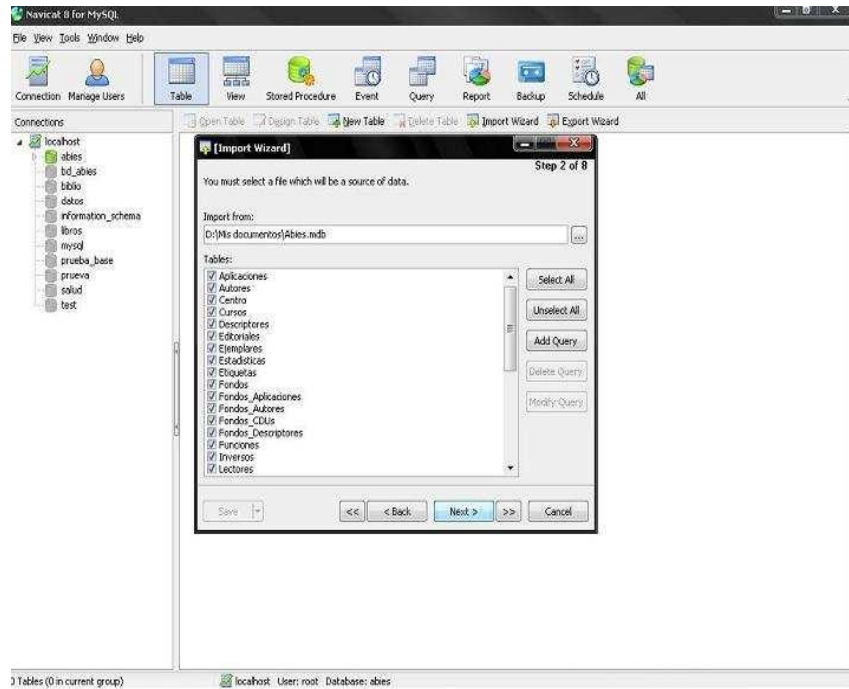 Navicat 8 for MySQL
File View Tools Window Help
Connection Manage Users Table View Stored Procedure Event Query Report Backup Schedule All
Connections
Open Table Design Table New Table Delete Table Import Wizard Export Wizard
localhost
abies
bd_abies
biblio
datos
information_schema
libros
mysql
prueba_base
prueva
salud
test
[Import Wizard]
Step 2 of 8
You must select a file which will be a source of data.
Import from:
D:\Mis documentos\Abies.mdb
...
Tables:
Aplicaciones
Autores
Centro
Cursos
Descriptores
Editoriales
Ejemplares
Estadisticas
Etiquetas
Fondos
Fondos_Aplicaciones
Fondos_Autores
Fondos_CDUs
Fondos_Descriptores
Funciones
Inversos
Lectores
Select All
Unselect All
Add Query
Delete Query
Modify Query
Save << < Back Next > >> Cancel
0 Tables (0 in current group) localhost User: root Database: abies